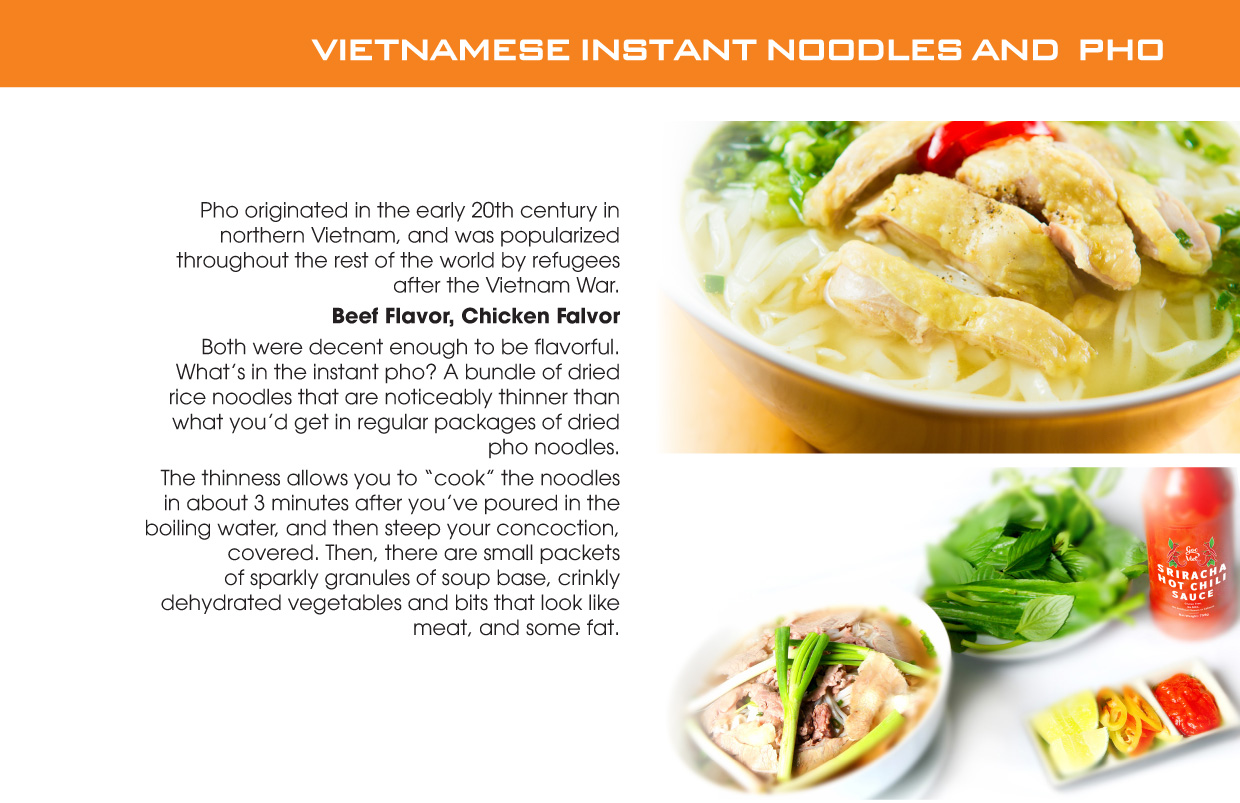 VIETNAMESE INSTANT NOODLES AND PHO
Pho originated in the early 20th century in
northern Vietnam, and was popularized
throughout the rest of the world by refugees
after the Vietnam War.
Beef Flavor, Chicken Falvor
Both were decent enough to be flavorful.
What's in the instant pho? A bundle of dried
rice noodles that are noticeably thinner than
what you'd get in regular packages of dried
pho noodles.
The thinness allows you to “cook” the noodles
in about 3 minutes after you've poured in the
boiling water, and then steep your concoction,
covered. Then, there are small packets
of sparkly granules of soup base, crinkly
dehydrated vegetables and bits that look like
meat, and some fat.
SRIRACHA
HOT CHILI
SAUCE